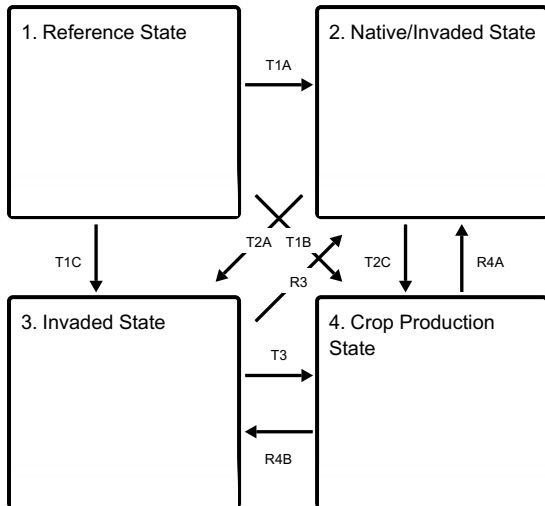 1. Reference State
2. Native/Invaded State
T1A
T2A
T1B
T1C
T2C
R4A
R3
3. Invaded State
4. Crop Production
State
T3
R4B